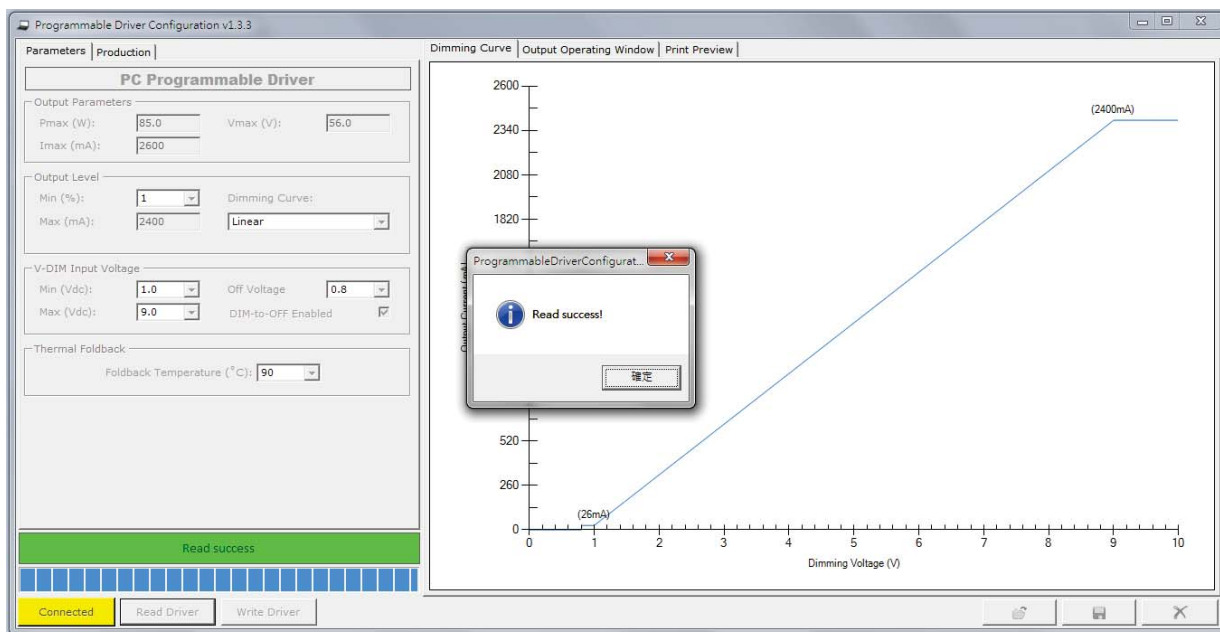 Programmable Driver Configuration v1.3.3
Parameters
Production
PC Programmable Driver
Output Parameters
Pmax (W): 85.0 Vmax (V): 56.0
Imax (mA): 2600
Output Level
Min (%): 1 Dimming Curve:
Max (mA): 2400 Linear
V-DIM Input Voltage
Min (Vdc): 1.0 Off Voltage 0.8
Max (Vdc): 9.0 DIM-to-OFF Enabled
Thermal Foldback
Foldback Temperature (°C): 90
Read success
Connected Read Driver Write Driver
Dimming Curve Output Operating Window Print Preview
2600
2340
2080
1820
520
260
0
(2400mA)
(26mA)
0 1 2 3 4 5 6 7 8 9 10
Dimming Voltage (V)
ProgrammableDriverConfigurat...
Read success!
確定